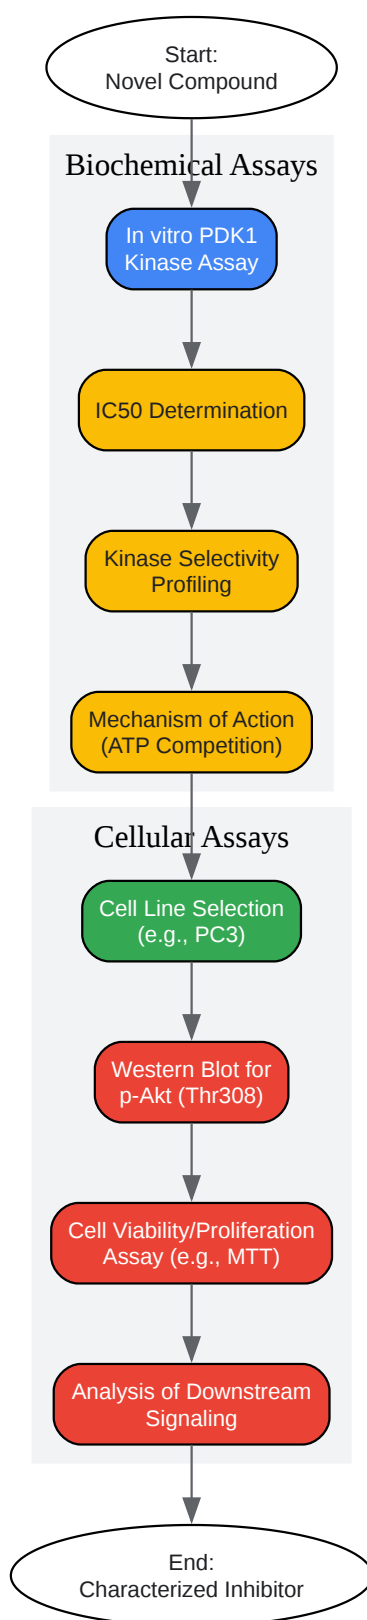 Start:
Novel Compound
Biochemical Assays
In vitro PDK1
Kinase Assay
IC50 Determination
Kinase Selectivity
Profiling
Mechanism of Action
(ATP Competition)
Cellular Assays
Cell Line Selection
(e.g., PC3)
Western Blot for
p-Akt (Thr308)
Cell Viability/Proliferation
Assay (e.g., MTT)
Analysis of Downstream
Signaling
End:
Characterized Inhibitor